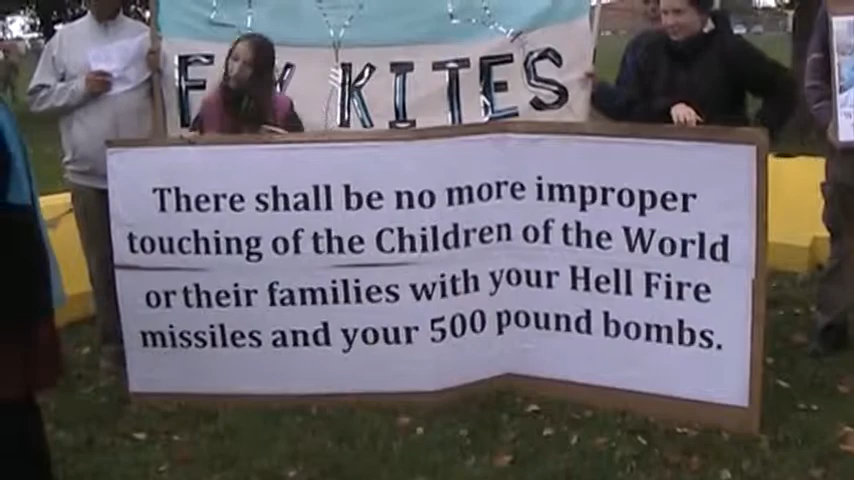 KITES
There shall be no more improper
touching of the Children of the World
or their families with your Hell Fire
missiles and your 500 pound bombs.